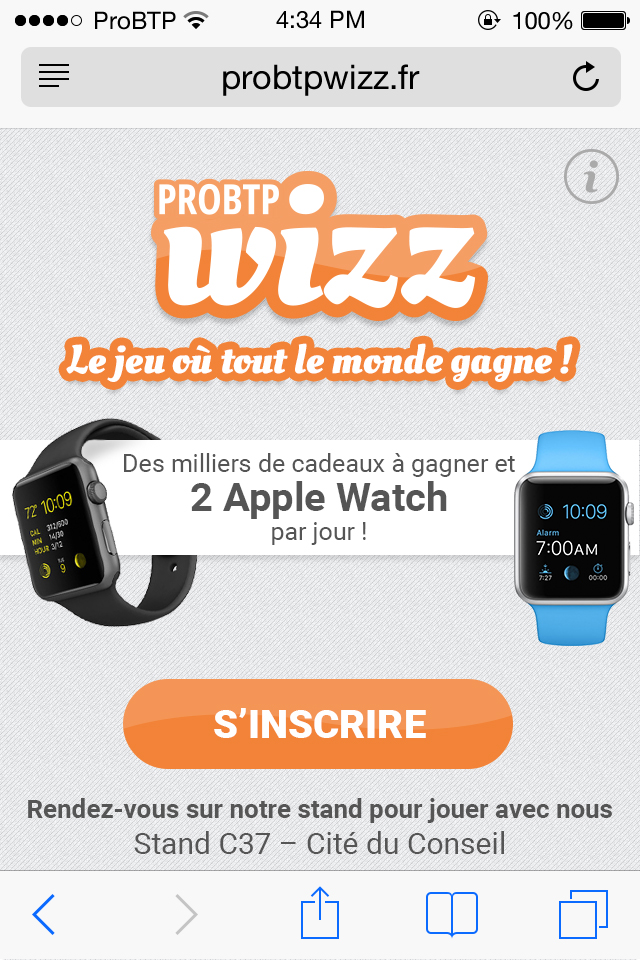 ProBTP 4:34 PM 100%
probtpwizz.fr
i
PROBTP
wizz
Le jeu où tout le monde gagne !
Des milliers de cadeaux à gagner et
2 Apple Watch
par jour !
72° 10:09
CAL 312/500
MIN 14/30
HOUR 3/12
9
10:09
Alarm
7:00AM
7:27 00:00
S'INSCRIRE
Rendez-vous sur notre stand pour jouer avec nous
Stand C37 – Cité du Conseil